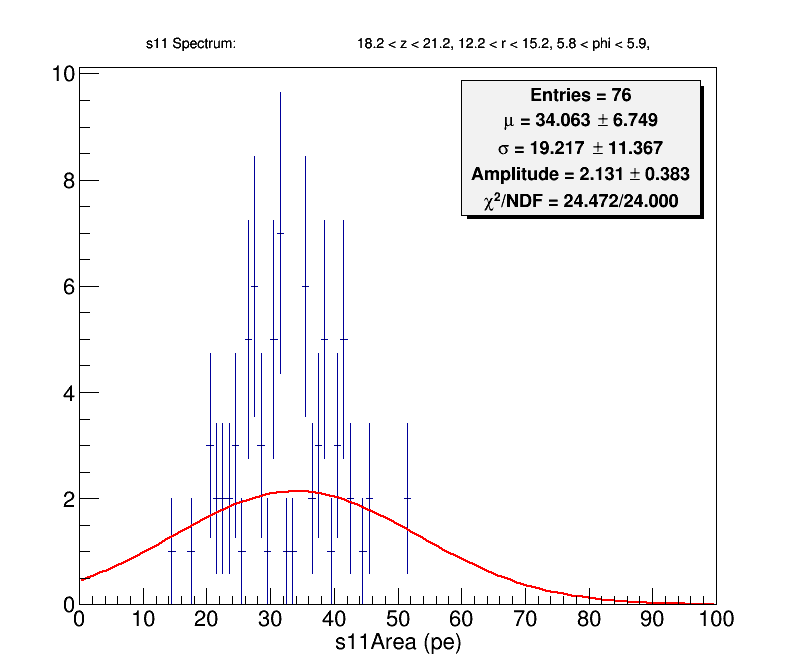 s11 Spectrum: 18.2 < z < 21.2, 12.2 < r < 15.2, 5.8 < phi < 5.9,
Entries = 76
μ = 34.063 ± 6.749
σ = 19.217 ± 11.367
Amplitude = 2.131 ± 0.383
χ²/NDF = 24.472/24.000
10
8
6
4
2
0
0 10 20 30 40 50 60 70 80 90 100
s11Area (pe)